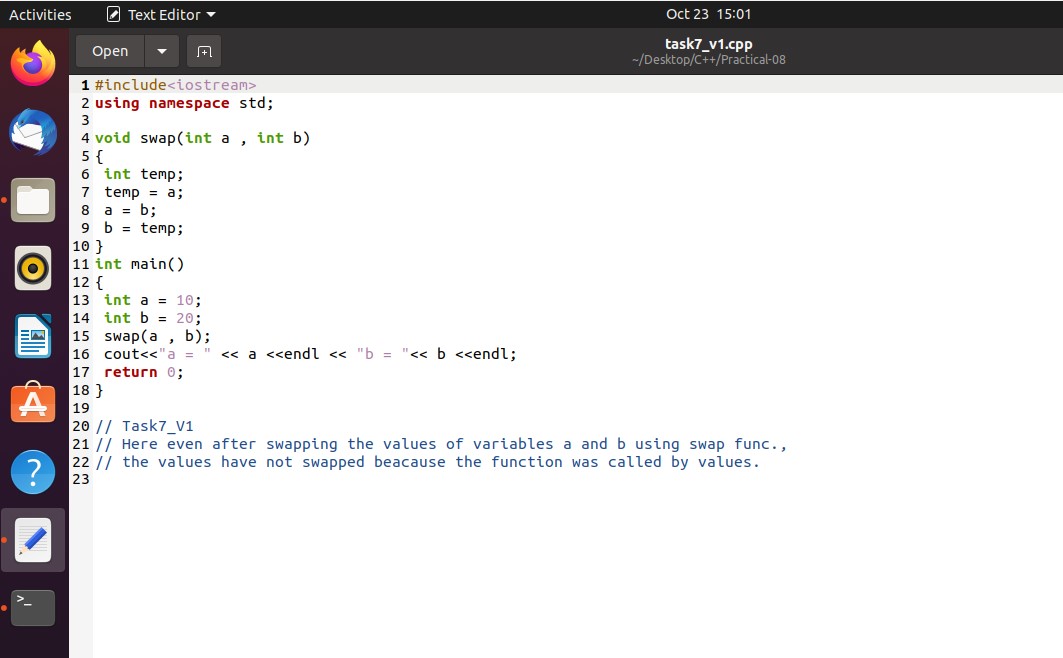 Activities Text Editor Oct 23 15:01
Open task7_v1.cpp
~/Desktop/C++/Practical-08
1 #include<iostream>
2 using namespace std;
3
4 void swap(int a , int b)
5 {
6  int temp;
7  temp = a;
8  a = b;
9  b = temp;
10 }
11 int main()
12 {
13  int a = 10;
14  int b = 20;
15  swap(a , b);
16  cout<<"a = " << a <<endl << "b = "<< b <<endl;
17  return 0;
18 }
19
20 // Task7_V1
21 // Here even after swapping the values of variables a and b using swap func.,
22 // the values have not swapped beacause the function was called by values.
23